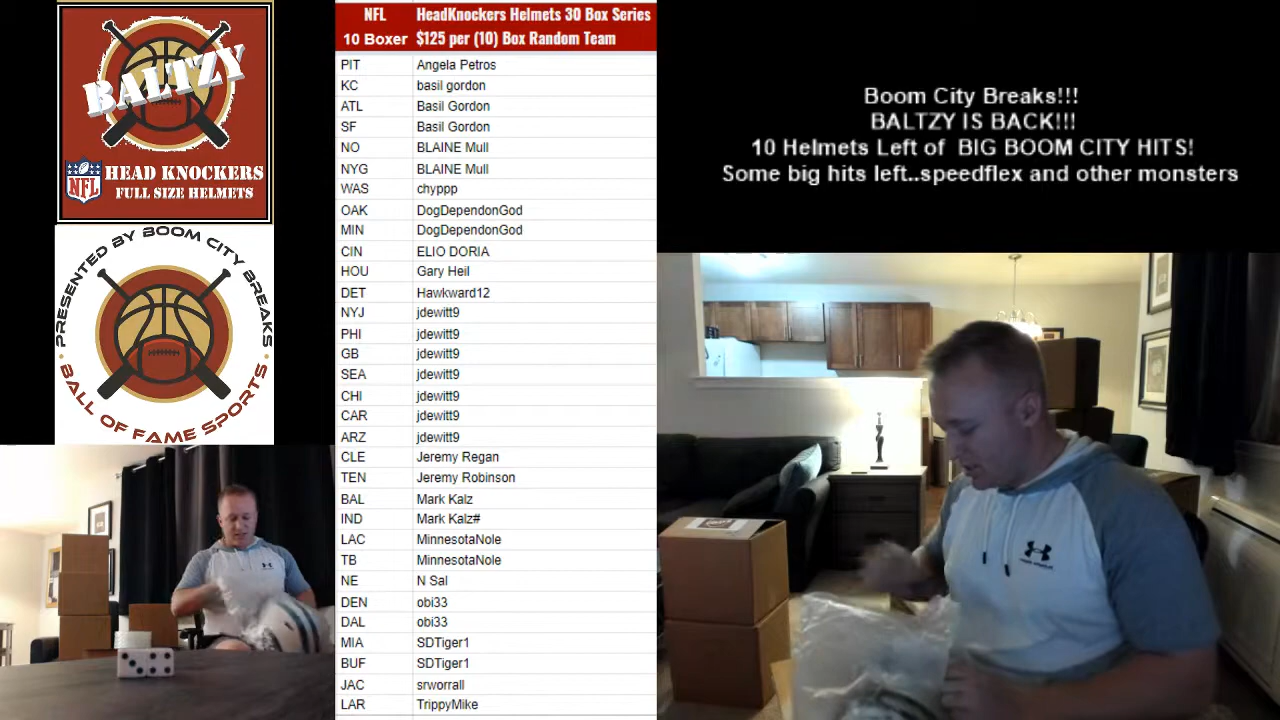 BALTZY
NFL
HEAD KNOCKERS
FULL SIZE HELMETS
PRESENTED BY BOOM CITY BREAKS
BALL OF FAME SPORTS
NFL HeadKnockers Helmets 30 Box Series
10 Boxer $125 per (10) Box Random Team
PIT Angela Petros
KC basil gordon
ATL Basil Gordon
SF Basil Gordon
NO BLAINE Mull
NYG BLAINE Mull
WAS chyppp
OAK DogDependonGod
MIN DogDependonGod
CIN ELIO DORIA
HOU Gary Heil
DET Hawkward12
NYJ jdewitt9
PHI jdewitt9
GB jdewitt9
SEA jdewitt9
CHI jdewitt9
CAR jdewitt9
ARZ jdewitt9
CLE Jeremy Regan
TEN Jeremy Robinson
BAL Mark Kalz
IND Mark Kalz#
LAC MinnesotaNole
TB MinnesotaNole
NE N Sal
DEN obi33
DAL obi33
MIA SDTiger1
BUF SDTiger1
JAC srworrall
LAR TrippyMike
Boom City Breaks!!!
BALTZY IS BACK!!!
10 Helmets Left of BIG BOOM CITY HITS!
Some big hits left..speedflex and other monsters